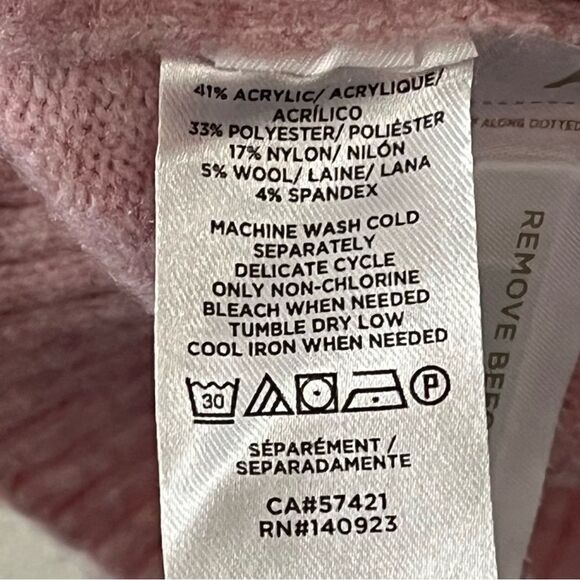 41% ACRYLIC/ ACRYLIQUE/
ACRÍLICO
33% POLYESTER/ POLIÉSTER
17% NYLON/ NILÓN
5% WOOL/ LAINE/ LANA
4% SPANDEX
MACHINE WASH COLD
SEPARATELY
DELICATE CYCLE
ONLY NON-CHLORINE
BLEACH WHEN NEEDED
TUMBLE DRY LOW
COOL IRON WHEN NEEDED
30
P
SÉPARÉMENT /
SEPARADAMENTE
CA#57421
RN#140923
ALONG DOTTED
REMOVE